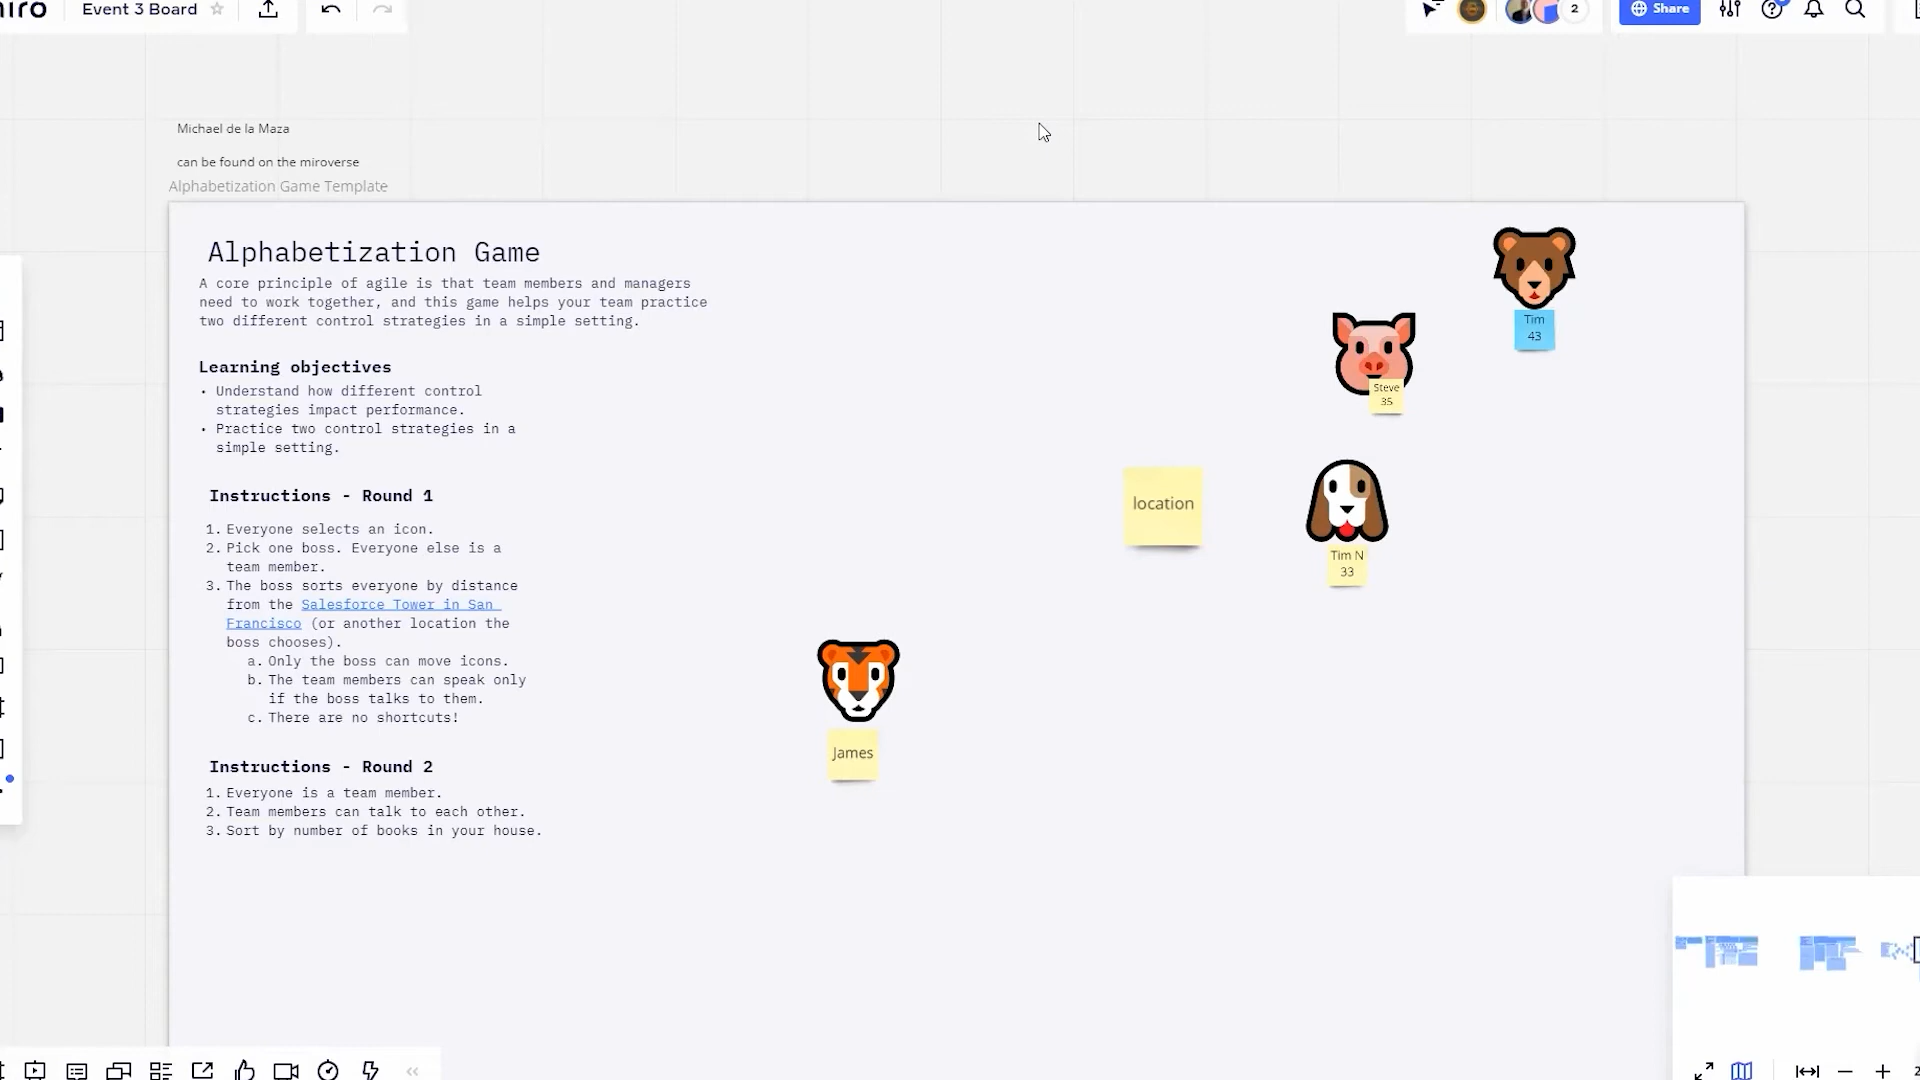 miro
Event 3 Board
2
Share
Michael de la Maza
can be found on the miroverse
Alphabetization Game Template
Alphabetization Game
A core principle of agile is that team members and managers
need to work together, and this game helps your team practice
two different control strategies in a simple setting.
Learning objectives
• Understand how different control
strategies impact performance.
• Practice two control strategies in a
simple setting.
Instructions - Round 1
1. Everyone selects an icon.
2. Pick one boss. Everyone else is a
team member.
3. The boss sorts everyone by distance
from the Salesforce Tower in San
Francisco (or another location the
boss chooses).
a. Only the boss can move icons.
b. The team members can speak only
if the boss talks to them.
c. There are no shortcuts!
Instructions - Round 2
1. Everyone is a team member.
2. Team members can talk to each other.
3. Sort by number of books in your house.
Tim
43
Steve
35
location
Tim N
33
James